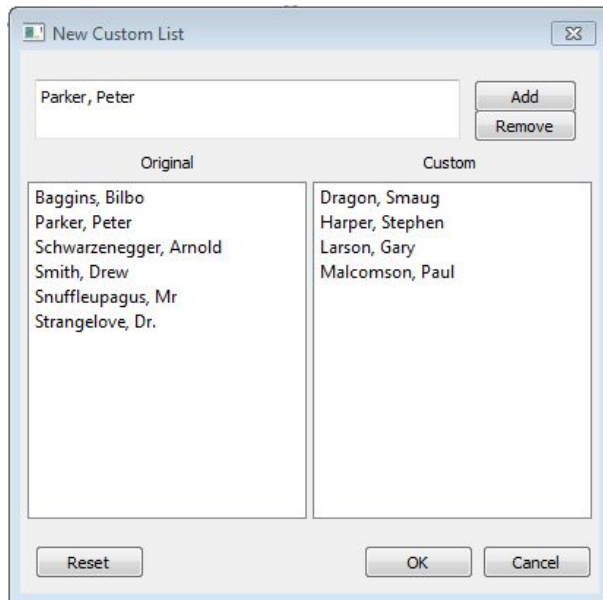 New Custom List
Parker, Peter
Add
Remove
Original
Custom
Baggins, Bilbo
Parker, Peter
Schwarzenegger, Arnold
Smith, Drew
Snuffleupagus, Mr
Strangelove, Dr.
Dragon, Smaug
Harper, Stephen
Larson, Gary
Malcomson, Paul
Reset
OK
Cancel